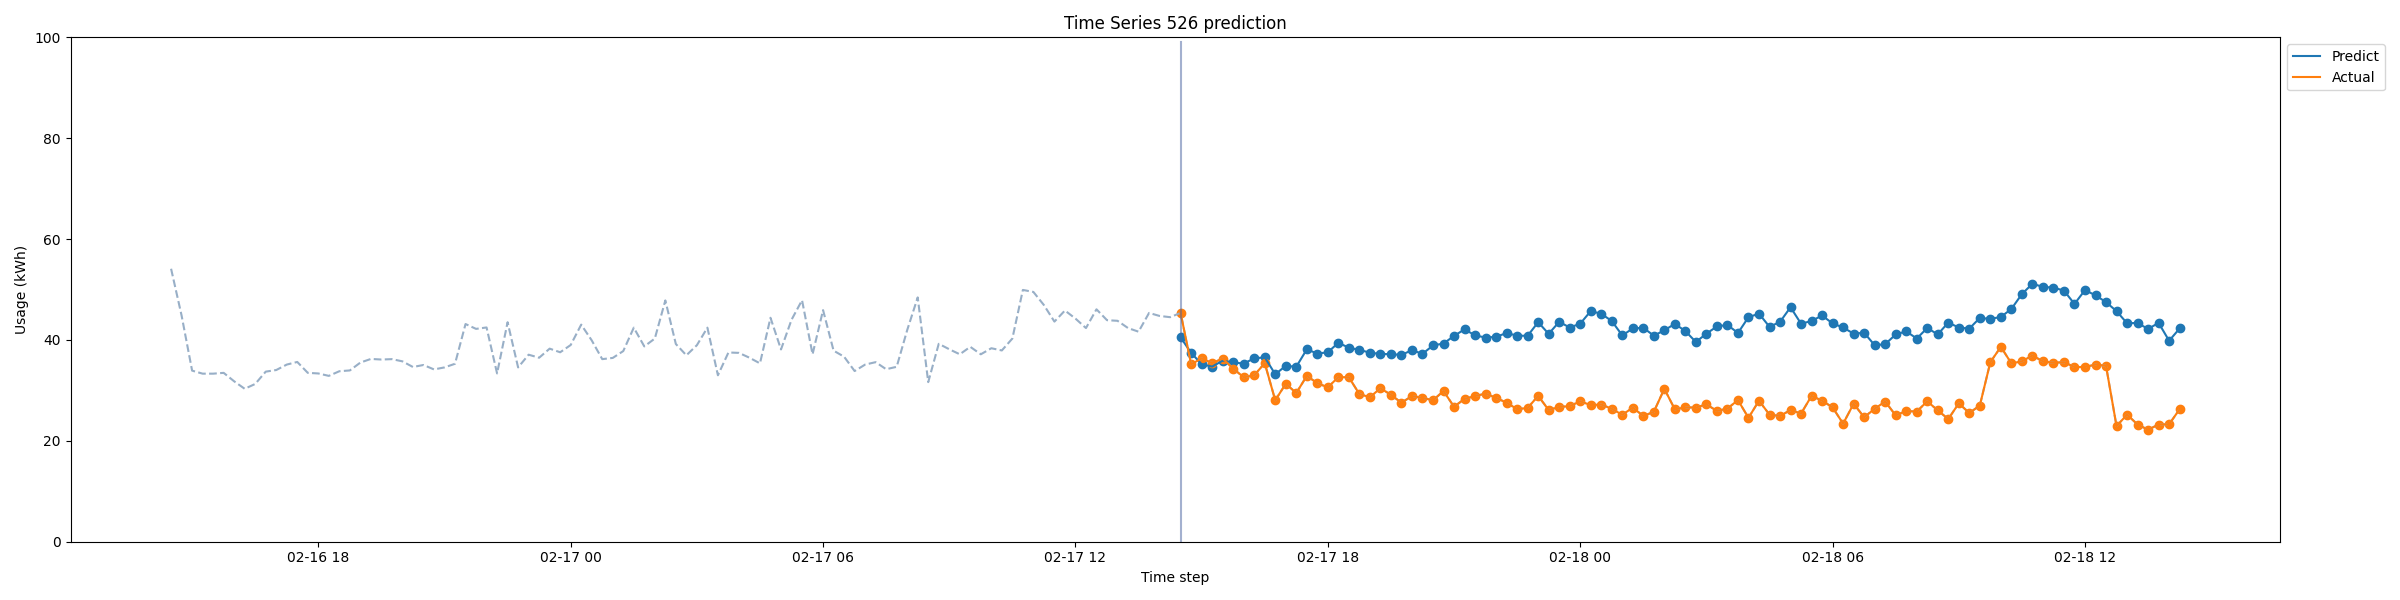 Time Series 526 prediction
Predict
Actual
Usage (kWh)
100
80
60
40
20
0
02-16 18
02-17 00
02-17 06
02-17 12
02-17 18
02-18 00
02-18 06
02-18 12
Time step